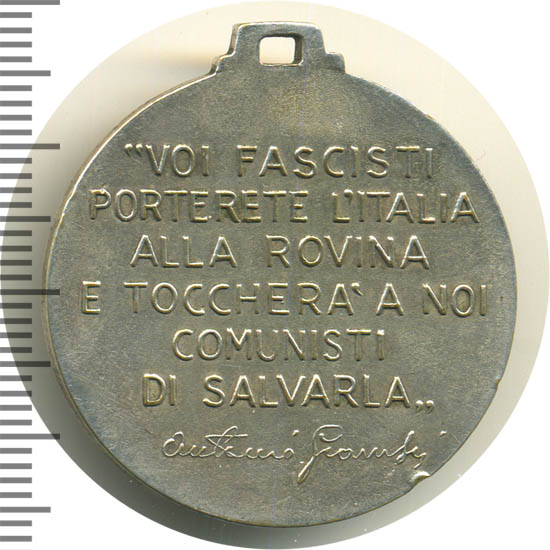 “VOI FASCISTI
PORTERETE L'ITALIA
ALLA ROVINA
E TOCCHERA' A NOI
COMUNISTI
DI SALVARLA„
Antonio Gramsci